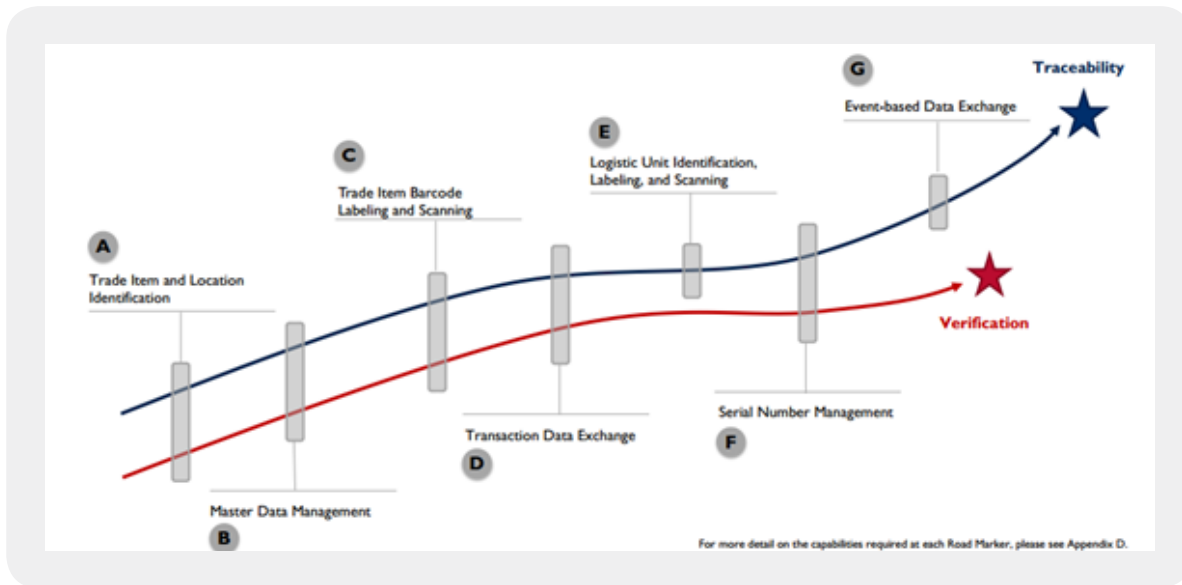 G
Traceability
Event-based Data Exchange
E
C
Logistic Unit Identification,
Labeling, and Scanning
Trade Item Barcode
Labeling and Scanning
A
Trade Item and Location
Identification
Verification
Serial Number Management
Transaction Data Exchange
F
D
Master Data Management
B
For more detail on the capabilities required at each Road Marker, please see Appendix D.